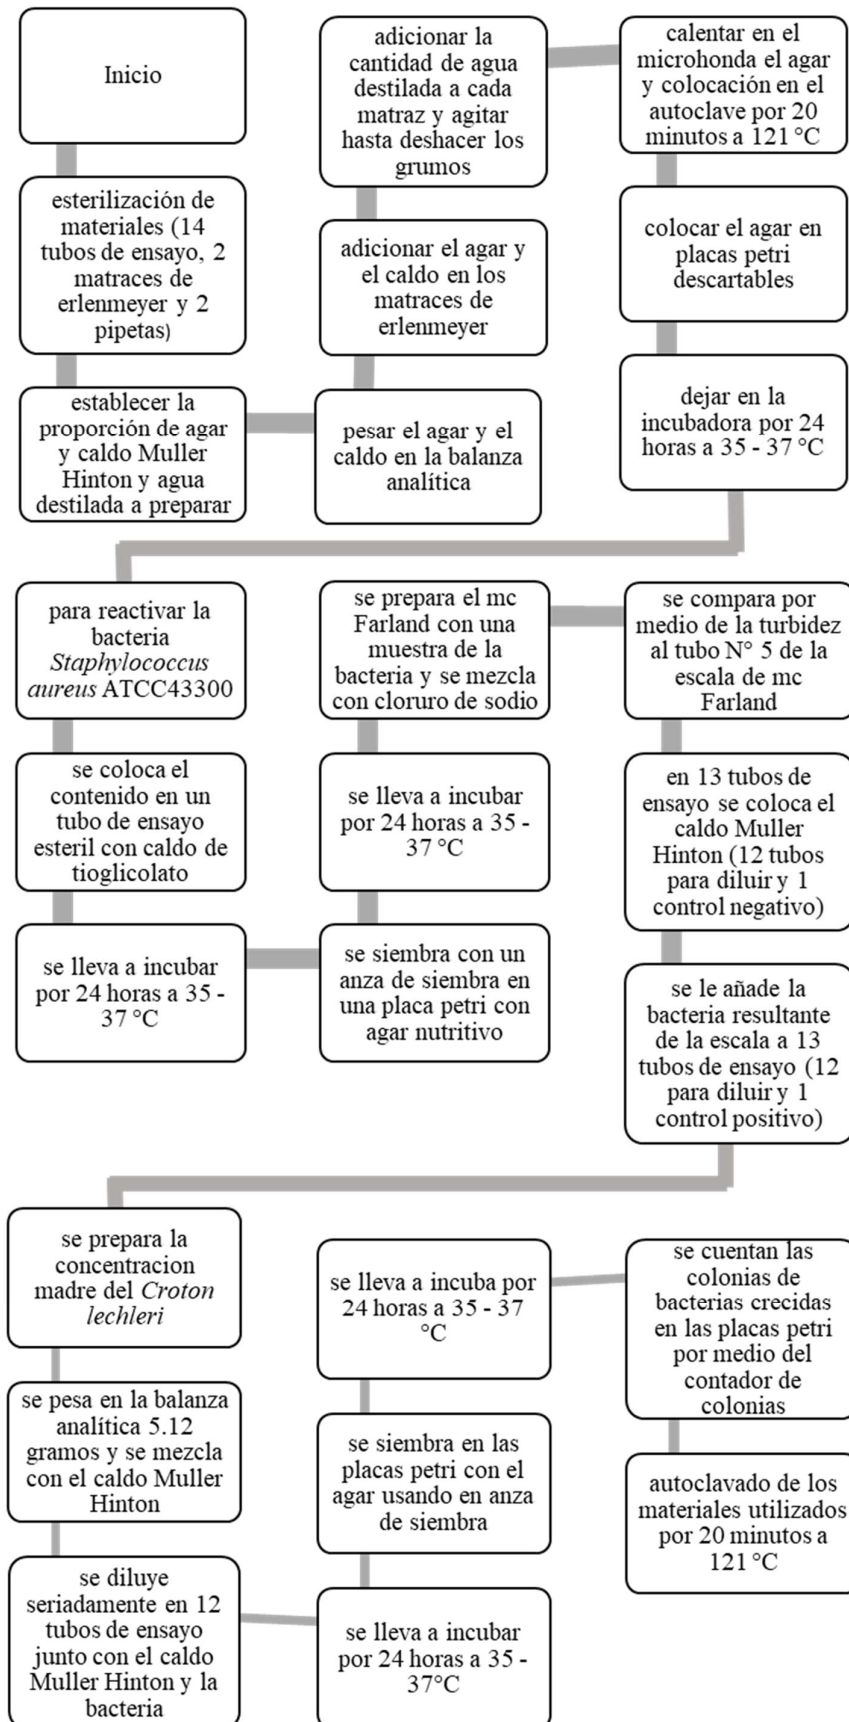 Inicio
esterilización de
materiales (14
tubos de ensayo, 2
matraces de
erlenmeyer y 2
pipetas)
establecer la
proporción de agar
y caldo Muller
Hinton y agua
destilada a preparar
pesar el agar y el
caldo en la balanza
analítica
adicionar el agar y
el caldo en los
matraces de
erlenmeyer
adicionar la
cantidad de agua
destilada a cada
matraz y agitar
hasta deshacer los
grumos
calentar en el
microhonda el agar
y colocación en el
autoclave por 20
minutos a 121 °C
colocar el agar en
placas petri
descartables
dejar en la
incubadora por 24
horas a 35 - 37 °C
para reactivar la
bacteria
Staphylococcus
aureus ATCC43300
se coloca el
contenido en un
tubo de ensayo
esteril con caldo de
tioglicolato
se lleva a incubar
por 24 horas a 35 -
37 °C
se siembra con un
anza de siembra en
una placa petri con
agar nutritivo
se lleva a incubar
por 24 horas a 35 -
37 °C
se prepara el mc
Farland con una
muestra de la
bacteria y se mezcla
con cloruro de sodio
se compara por
medio de la turbidez
al tubo N° 5 de la
escala de mc
Farland
en 13 tubos de
ensayo se coloca el
caldo Muller
Hinton (12 tubos
para diluir y 1
control negativo)
se le añade la
bacteria resultante
de la escala a 13
tubos de ensayo (12
para diluir y 1
control positivo)
se prepara la
concentracion
madre del Croton
lechleri
se pesa en la balanza
analítica 5.12
gramos y se mezcla
con el caldo Muller
Hinton
se diluye
seriadamente en 12
tubos de ensayo
junto con el caldo
Muller Hinton y la
bacteria
se lleva a incubar
por 24 horas a 35 -
37°C
se siembra en las
placas petri con el
agar usando en anza
de siembra
se lleva a incuba por
24 horas a 35 - 37
°C
se cuentan las
colonias de
bacterias crecidas
en las placas petri
por medio del
contador de
colonias
autoclavado de los
materiales utilizados
por 20 minutos a
121 °C